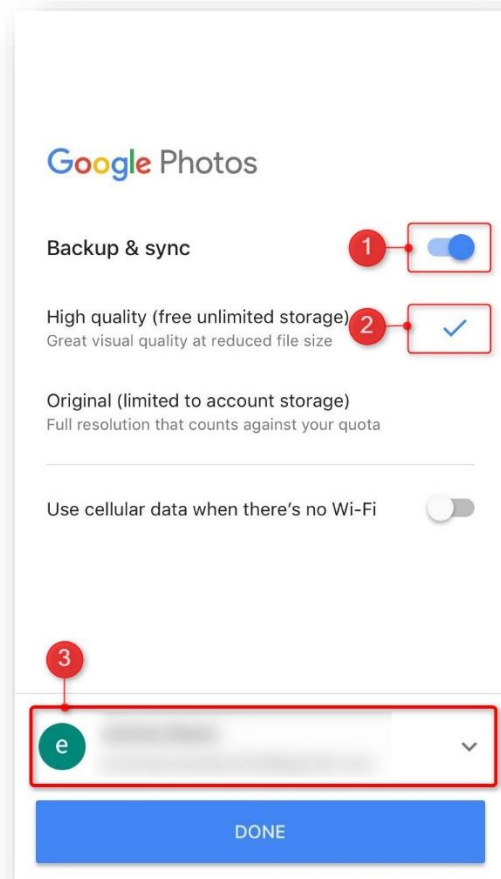 Google Photos
Backup & sync
1
High quality (free unlimited storage)
2
Great visual quality at reduced file size
Original (limited to account storage)
Full resolution that counts against your quota
Use cellular data when there's no Wi-Fi
3
e
DONE